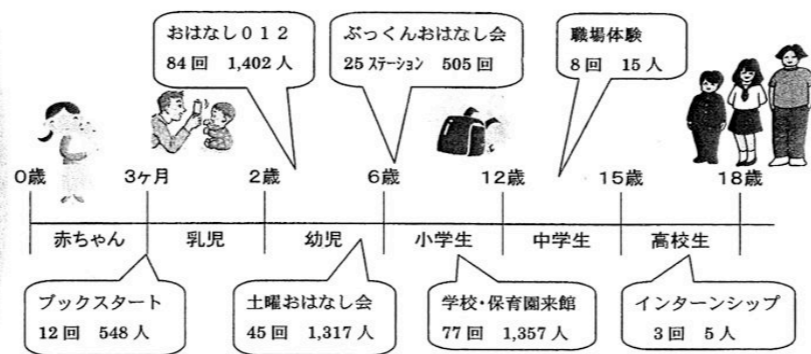 おはなし012
84回 1,402人
ぶっくんおはなし会
25ステーション 505回
職場体験
8回 15人
0歳 3ヶ月 2歳 6歳 12歳 15歳 18歳
赤ちゃん 乳児 幼児 小学生 中学生 高校生
ブックスタート
12回 548人
土曜おはなし会
45回 1,317人
学校・保育園来館
77回 1,357人
インターンシップ
3回 5人